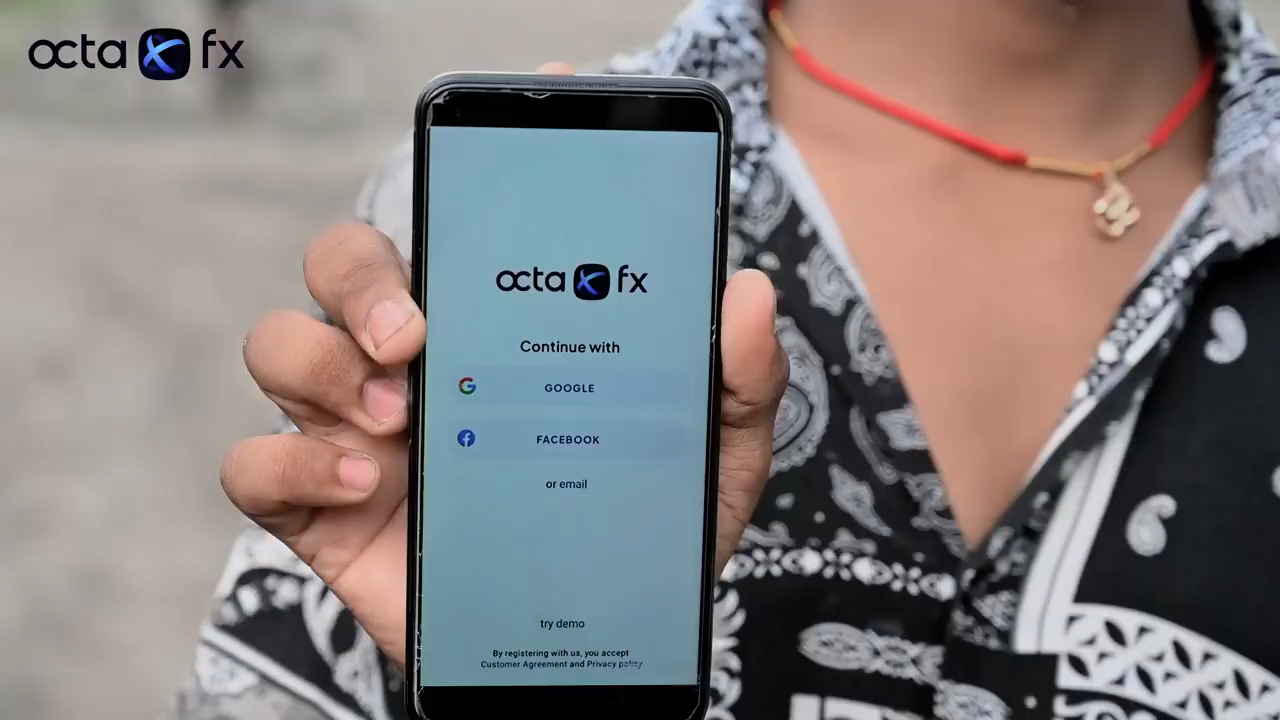 octa fx
octa fx
Continue with
GOOGLE
FACEBOOK
or email
try demo
By registering with us, you accept
Customer Agreement and Privacy policy